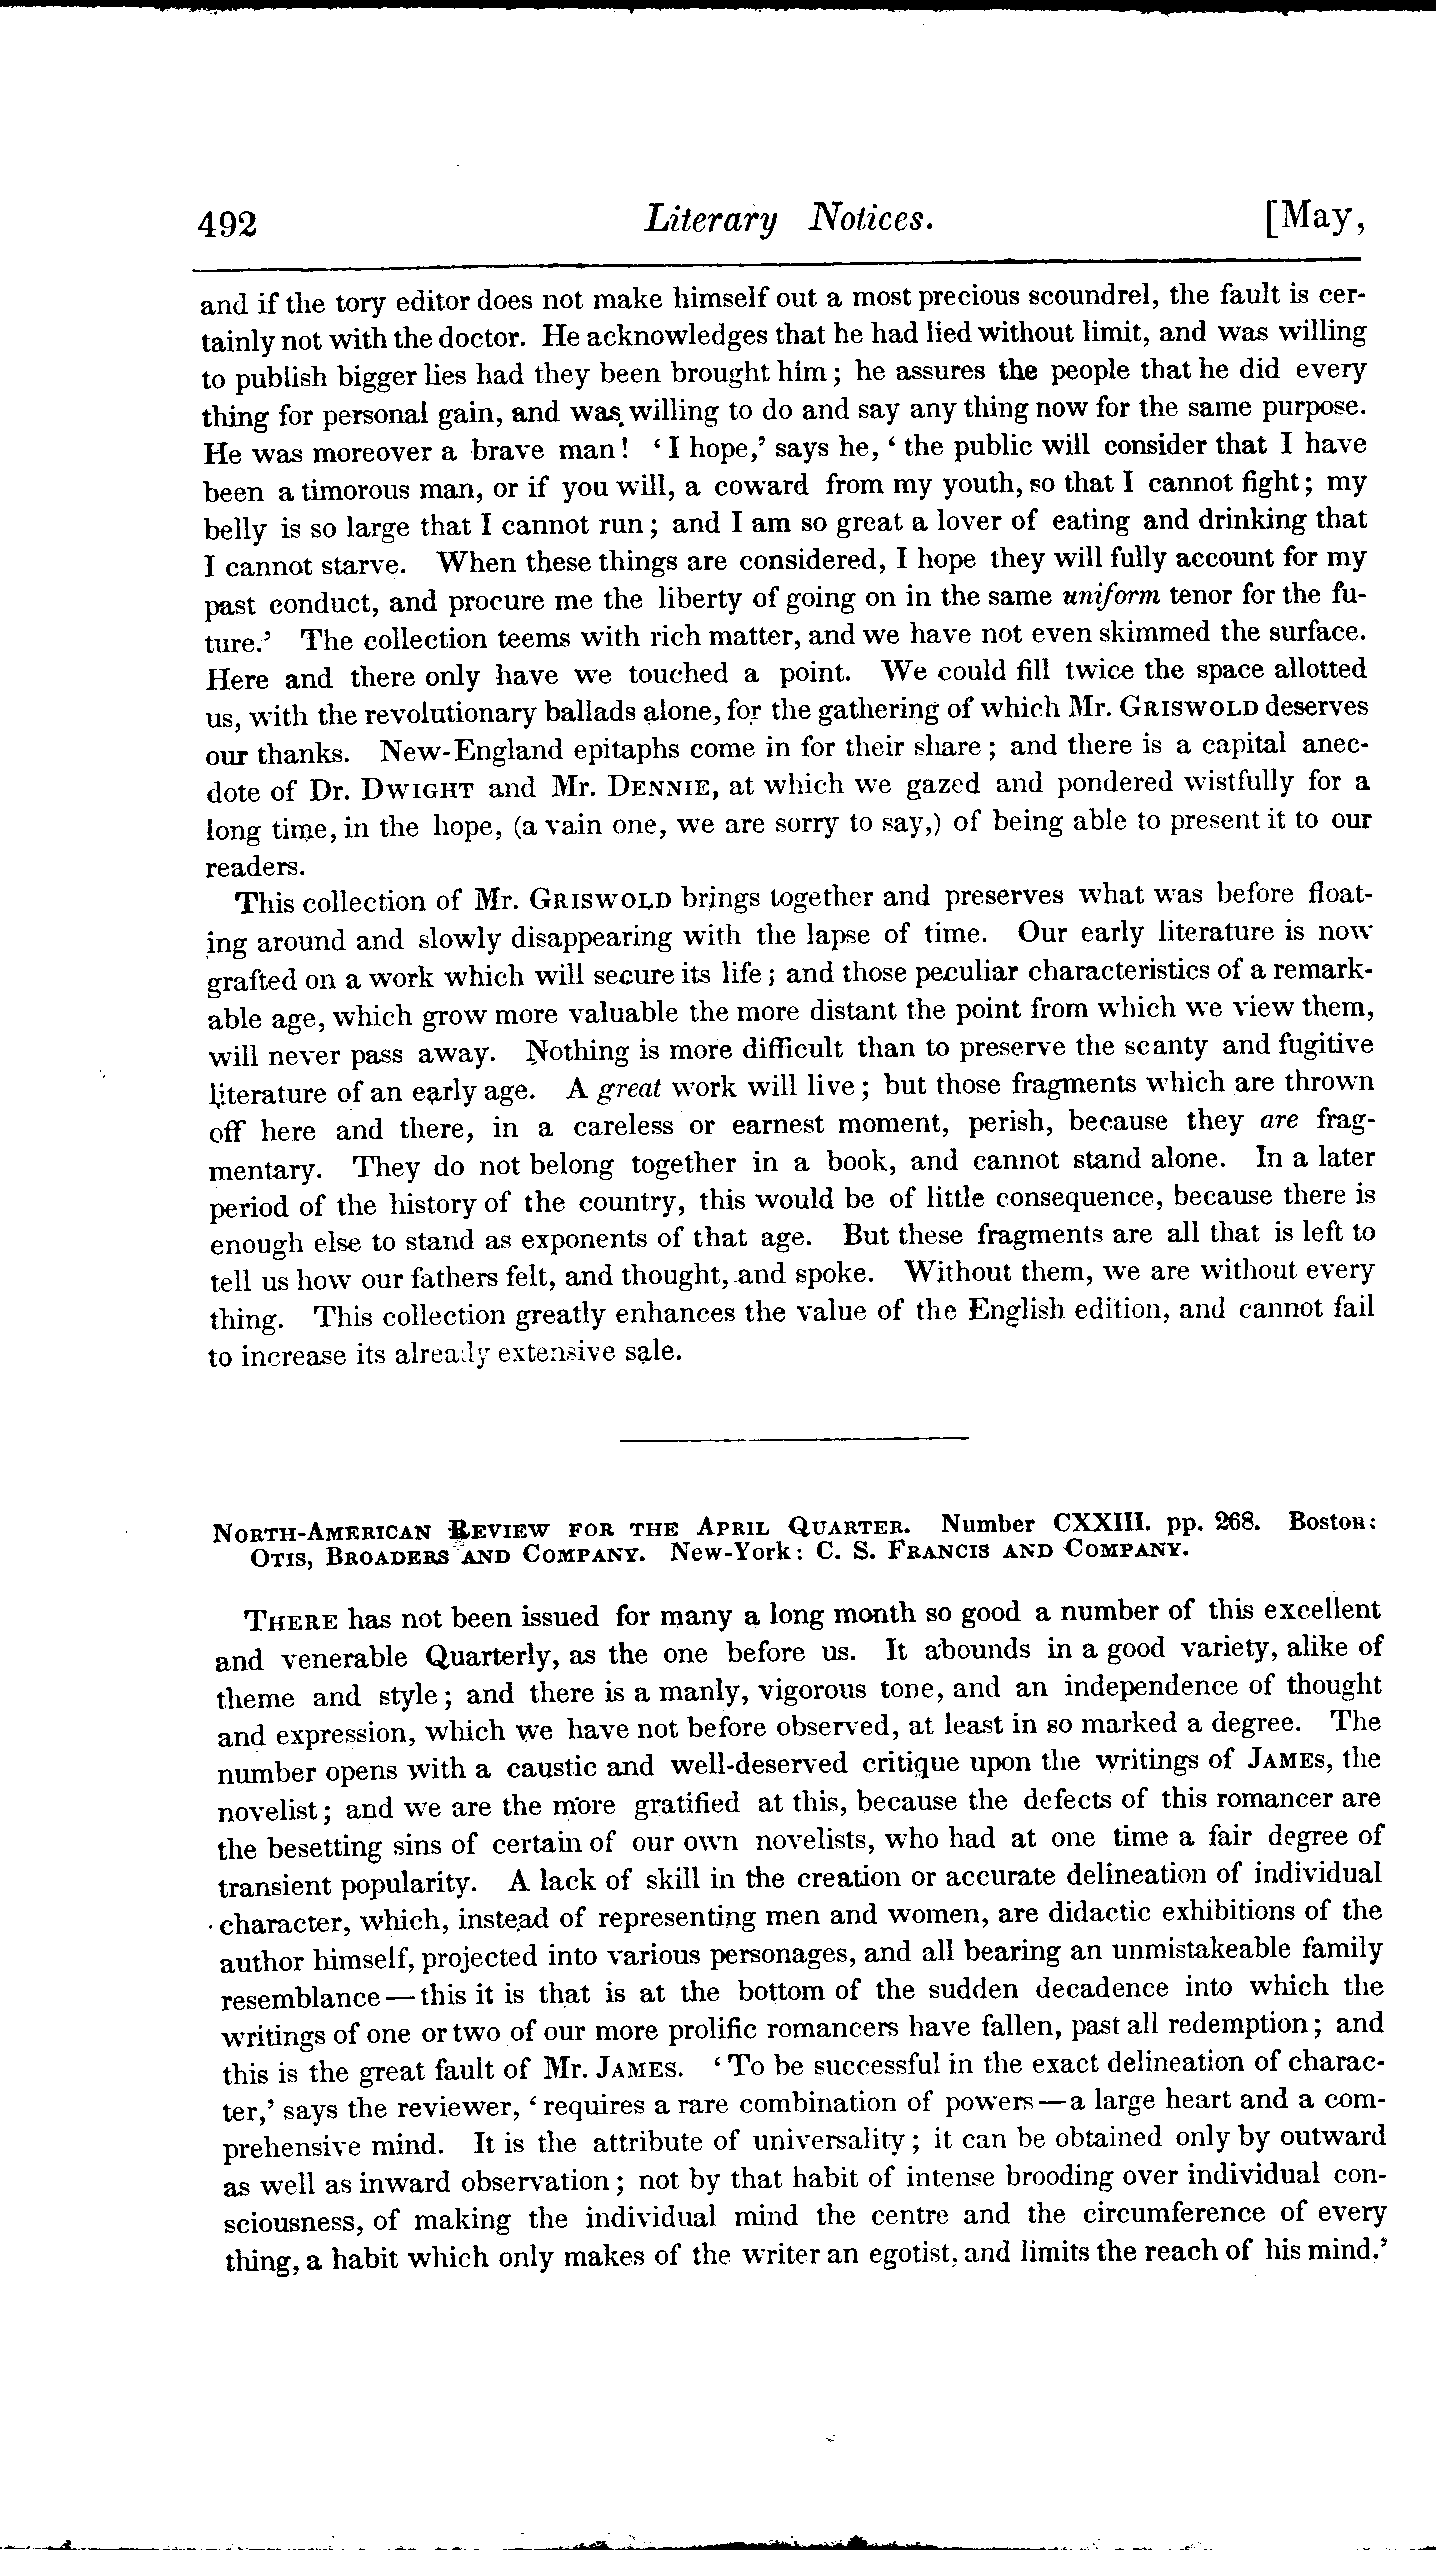 492 Literary Notices. [May,
and if the tory editor does not make himself out a most precious scoundrel, the fault is cer-
tainly not with the doctor. He acknowledges that he had lied without limit, and was willing
to publish bigger lies had they been brought him; he assures the people that he did every
thing for personal gain, and was willing to do and say any thing now for the same purpose.
He was moreover a brave man! 'I hope,' says he, 'the public will consider that I have
been a timorous man, or if you will, a coward from my youth, so that I cannot fight; my
belly is so large that I cannot run; and I am so great a lover of eating and drinking that
I cannot starve. When these things are considered, I hope they will fully account for my
past conduct, and procure me the liberty of going on in the same uniform tenor for the fu-
ture.' The collection teems with rich matter, and we have not even skimmed the surface.
Here and there only have we touched a point. We could fill twice the space allotted
us, with the revolutionary ballads alone, for the gathering of which Mr. GRISWOLD deserves
our thanks. New-England epitaphs come in for their share; and there is a capital anec-
dote of Dr. DWIGHT and Mr. DENNIE, at which we gazed and pondered wistfully for a
long time, in the hope, (a vain one, we are sorry to say,) of being able to present it to our
readers.
This collection of Mr. GRISWOLD brings together and preserves what was before float-
ing around and slowly disappearing with the lapse of time. Our early literature is now
grafted on a work which will secure its life; and those peculiar characteristics of a remark-
able age, which grow more valuable the more distant the point from which we view them,
will never pass away. Nothing is more difficult than to preserve the scanty and fugitive
literature of an early age. A great work will live; but those fragments which are thrown
off here and there, in a careless or earnest moment, perish, because they are frag-
mentary. They do not belong together in a book, and cannot stand alone. In a later
period of the history of the country, this would be of little consequence, because there is
enough else to stand as exponents of that age. But these fragments are all that is left to
tell us how our fathers felt, and thought, and spoke. Without them, we are without every
thing. This collection greatly enhances the value of the English edition, and cannot fail
to increase its already extensive sale.
NORTH-AMERICAN REVIEW FOR THE APRIL QUARTER. Number CXXIII. pp. 268. Boston:
OTIS, BROADERS AND COMPANY. New-York: C. S. FRANCIS AND COMPANY.
THERE has not been issued for many a long month so good a number of this excellent
and venerable Quarterly, as the one before us. It abounds in a good variety, alike of
theme and style; and there is a manly, vigorous tone, and an independence of thought
and expression, which we have not before observed, at least in so marked a degree. The
number opens with a caustic and well-deserved critique upon the writings of JAMES, the
novelist; and we are the more gratified at this, because the defects of this romancer are
the besetting sins of certain of our own novelists, who had at one time a fair degree of
transient popularity. A lack of skill in the creation or accurate delineation of individual
character, which, instead of representing men and women, are didactic exhibitions of the
author himself, projected into various personages, and all bearing an unmistakeable family
resemblance — this it is that is at the bottom of the sudden decadence into which the
writings of one or two of our more prolific romancers have fallen, past all redemption; and
this is the great fault of Mr. JAMES. 'To be successful in the exact delineation of charac-
ter,' says the reviewer, 'requires a rare combination of powers — a large heart and a com-
prehensive mind. It is the attribute of universality; it can be obtained only by outward
as well as inward observation; not by that habit of intense brooding over individual con-
sciousness, of making the individual mind the centre and the circumference of every
thing, a habit which only makes of the writer an egotist, and limits the reach of his mind.'